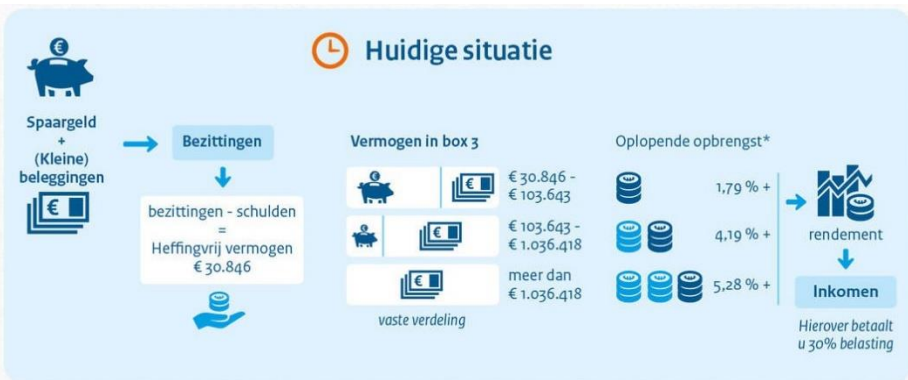 Huidige situatie
Spaargeld
+
(Kleine)
beleggingen
Bezittingen
bezittingen - schulden
=
Heffingvrij vermogen
€ 30.846
Vermogen in box 3
€ 30.846 -
€ 103.643
€ 103.643 -
€ 1.036.418
meer dan
€ 1.036.418
vaste verdeling
Oplopende opbrengst*
1,79 % +
4,19 % +
5,28 % +
rendement
Inkomen
Hierover betaalt
u 30% belasting